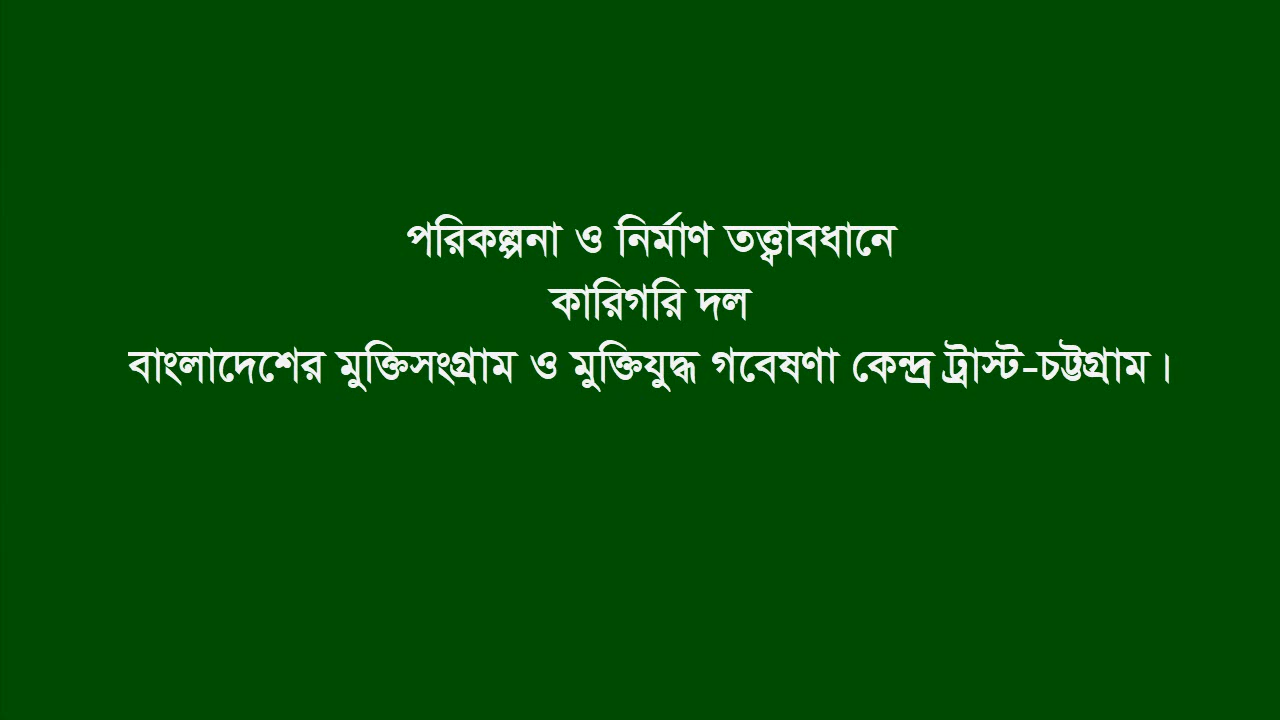 পরিকল্পনা ও নির্মাণ তত্ত্বাবধানে
কারিগরি দল
বাংলাদেশের মুক্তিসংগ্রাম ও মুক্তিযুদ্ধ গবেষণা কেন্দ্র ট্রাস্ট-চট্টগ্রাম।